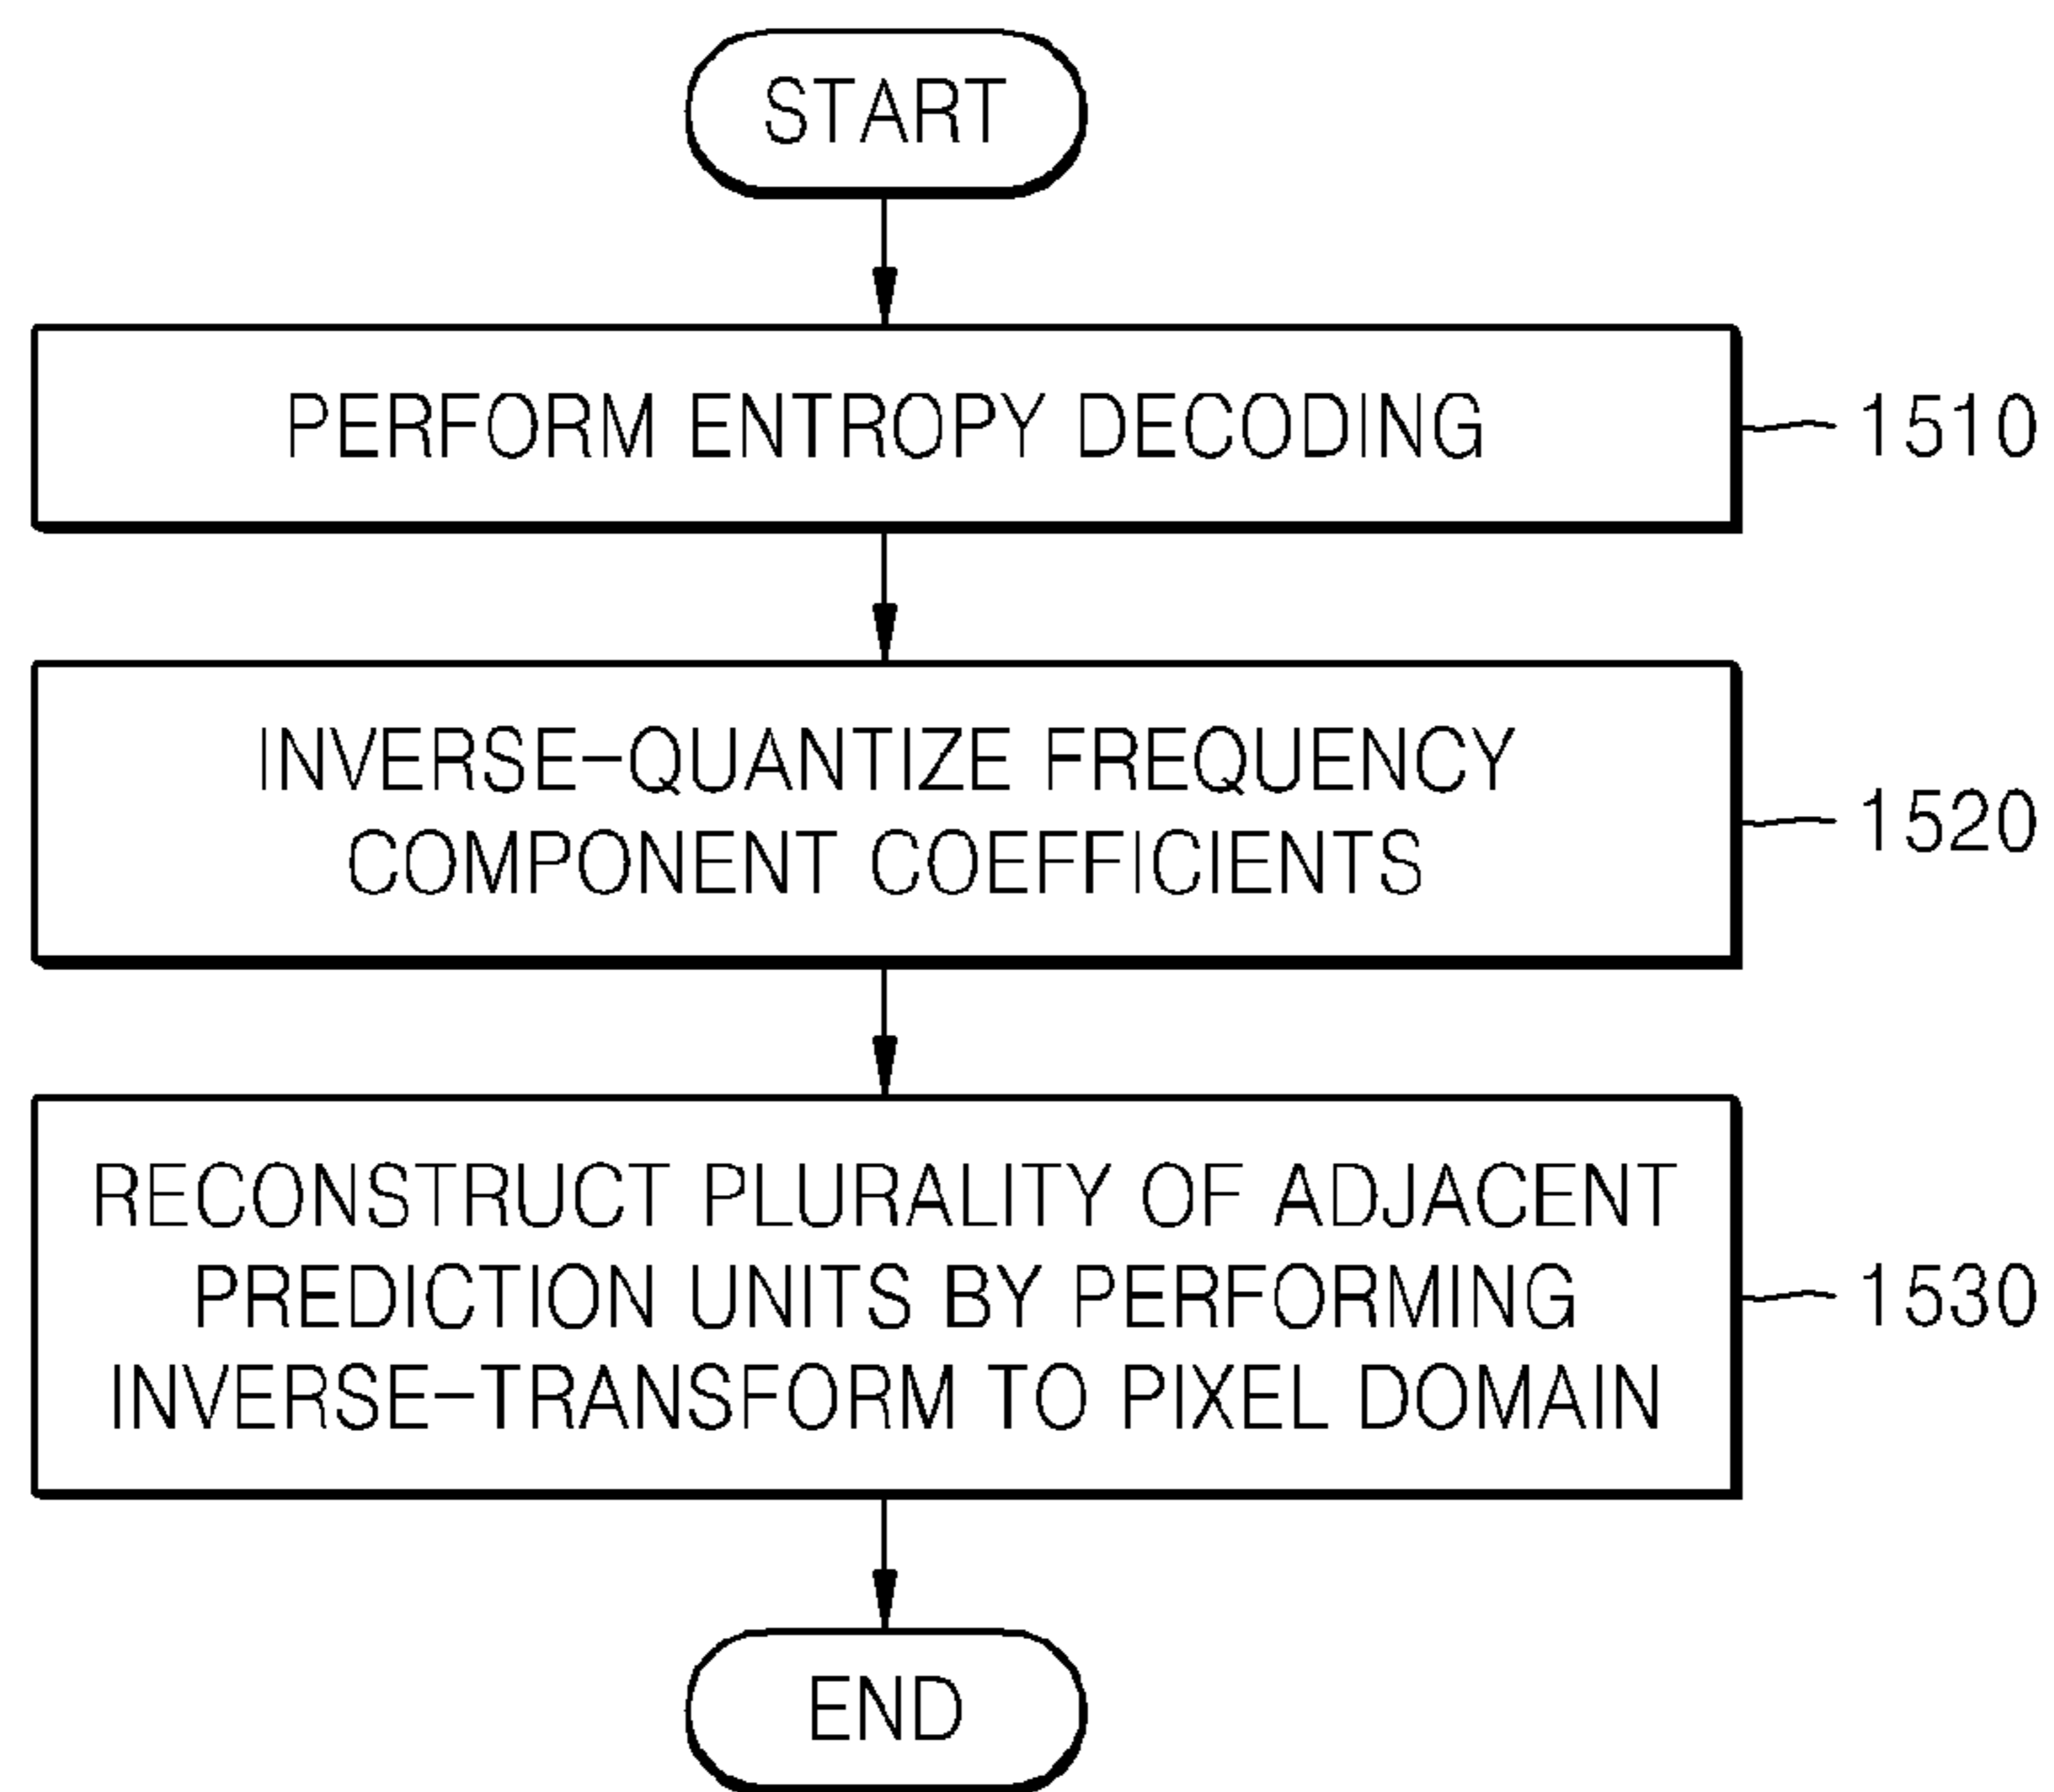 START
PERFORM ENTROPY DECODING
1510
INVERSE-QUANTIZE FREQUENCY
COMPONENT COEFFICIENTS
1520
RECONSTRUCT PLURALITY OF ADJACENT
PREDICTION UNITS BY PERFORMING
INVERSE-TRANSFORM TO PIXEL DOMAIN
1530
END